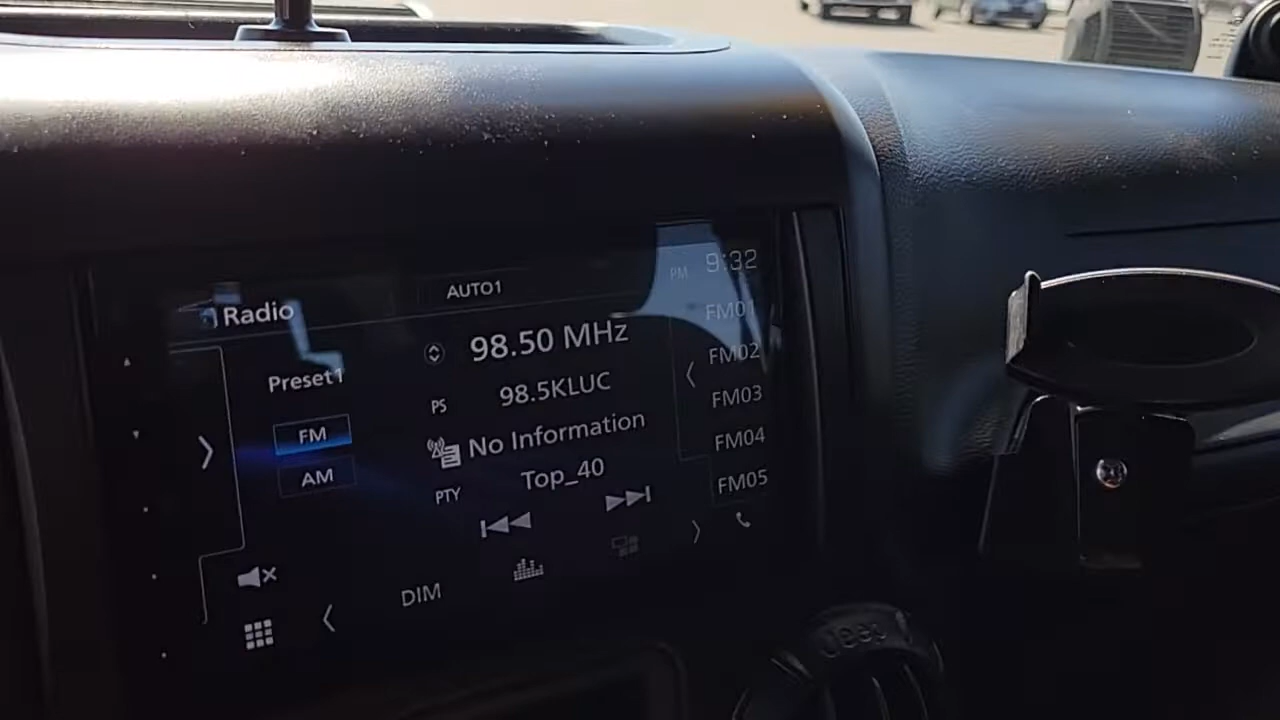 AUTO1
PM 9:32
Radio
98.50 MHz
FM01
Preset1
PS 98.5KLUC
FM02
FM
No Information
FM03
AM
PTY Top_40
FM04
FM05
DIM
Jeep